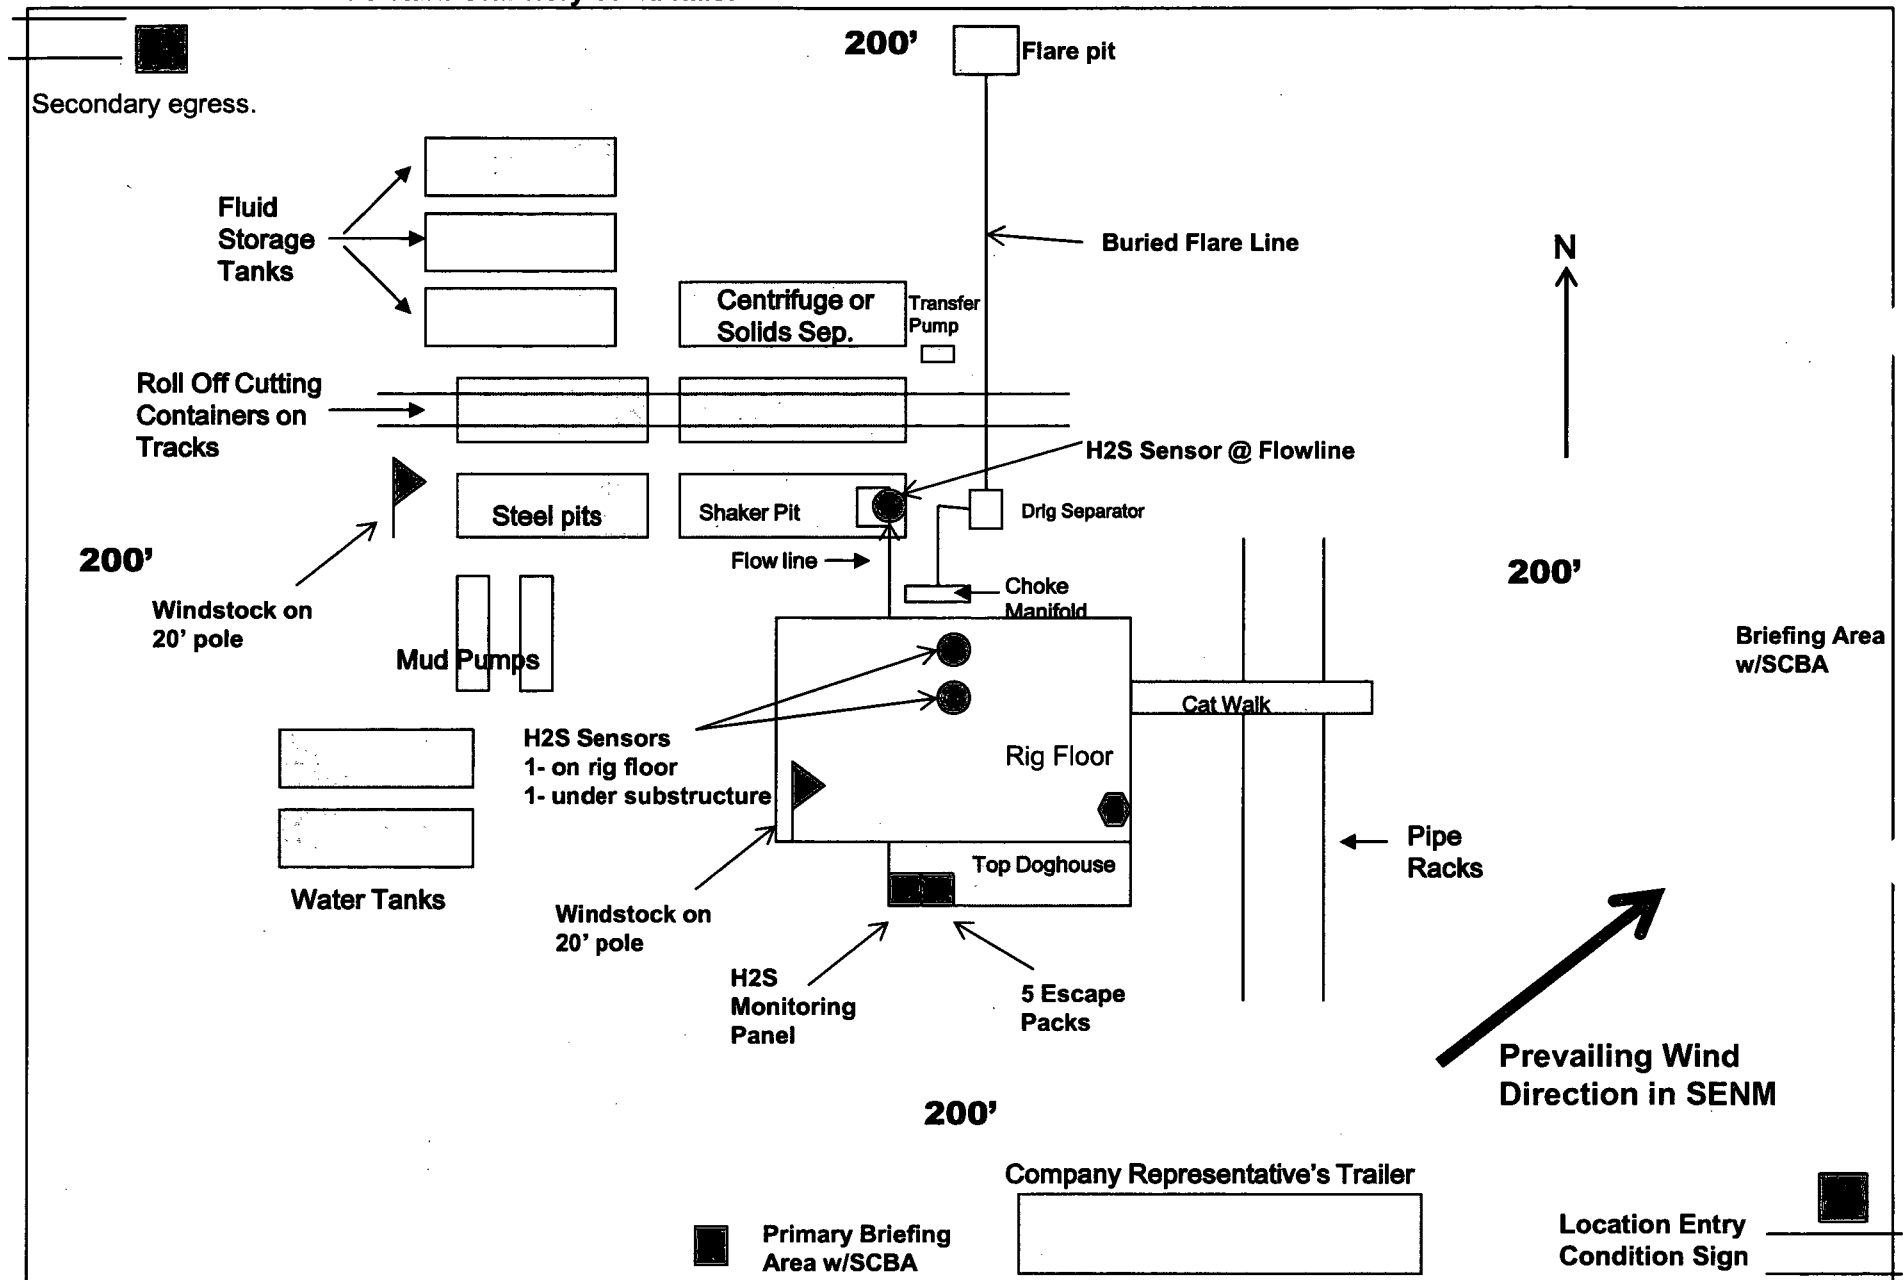 200'
Flare pit
Secondary egress.
Fluid
Storage
Tanks
Buried Flare Line
N
Centrifuge or
Solids Sep.
Transfer
Pump
Roll Off Cutting
Containers on
Tracks
H2S Sensor @ Flowline
Steel pits
Shaker Pit
Drlg Separator
200'
Flow line
200'
Choke
Manifold
Windstock on
20' pole
Mud Pumps
Briefing Area
w/SCBA
Cat Walk
H2S Sensors
1- on rig floor
1- under substructure
Rig Floor
Pipe
Racks
Top Doghouse
Water Tanks
Windstock on
20' pole
H2S
Monitoring
Panel
5 Escape
Packs
Prevailing Wind
Direction in SENM
200'
Company Representative's Trailer
Primary Briefing
Area w/SCBA
Location Entry
Condition Sign